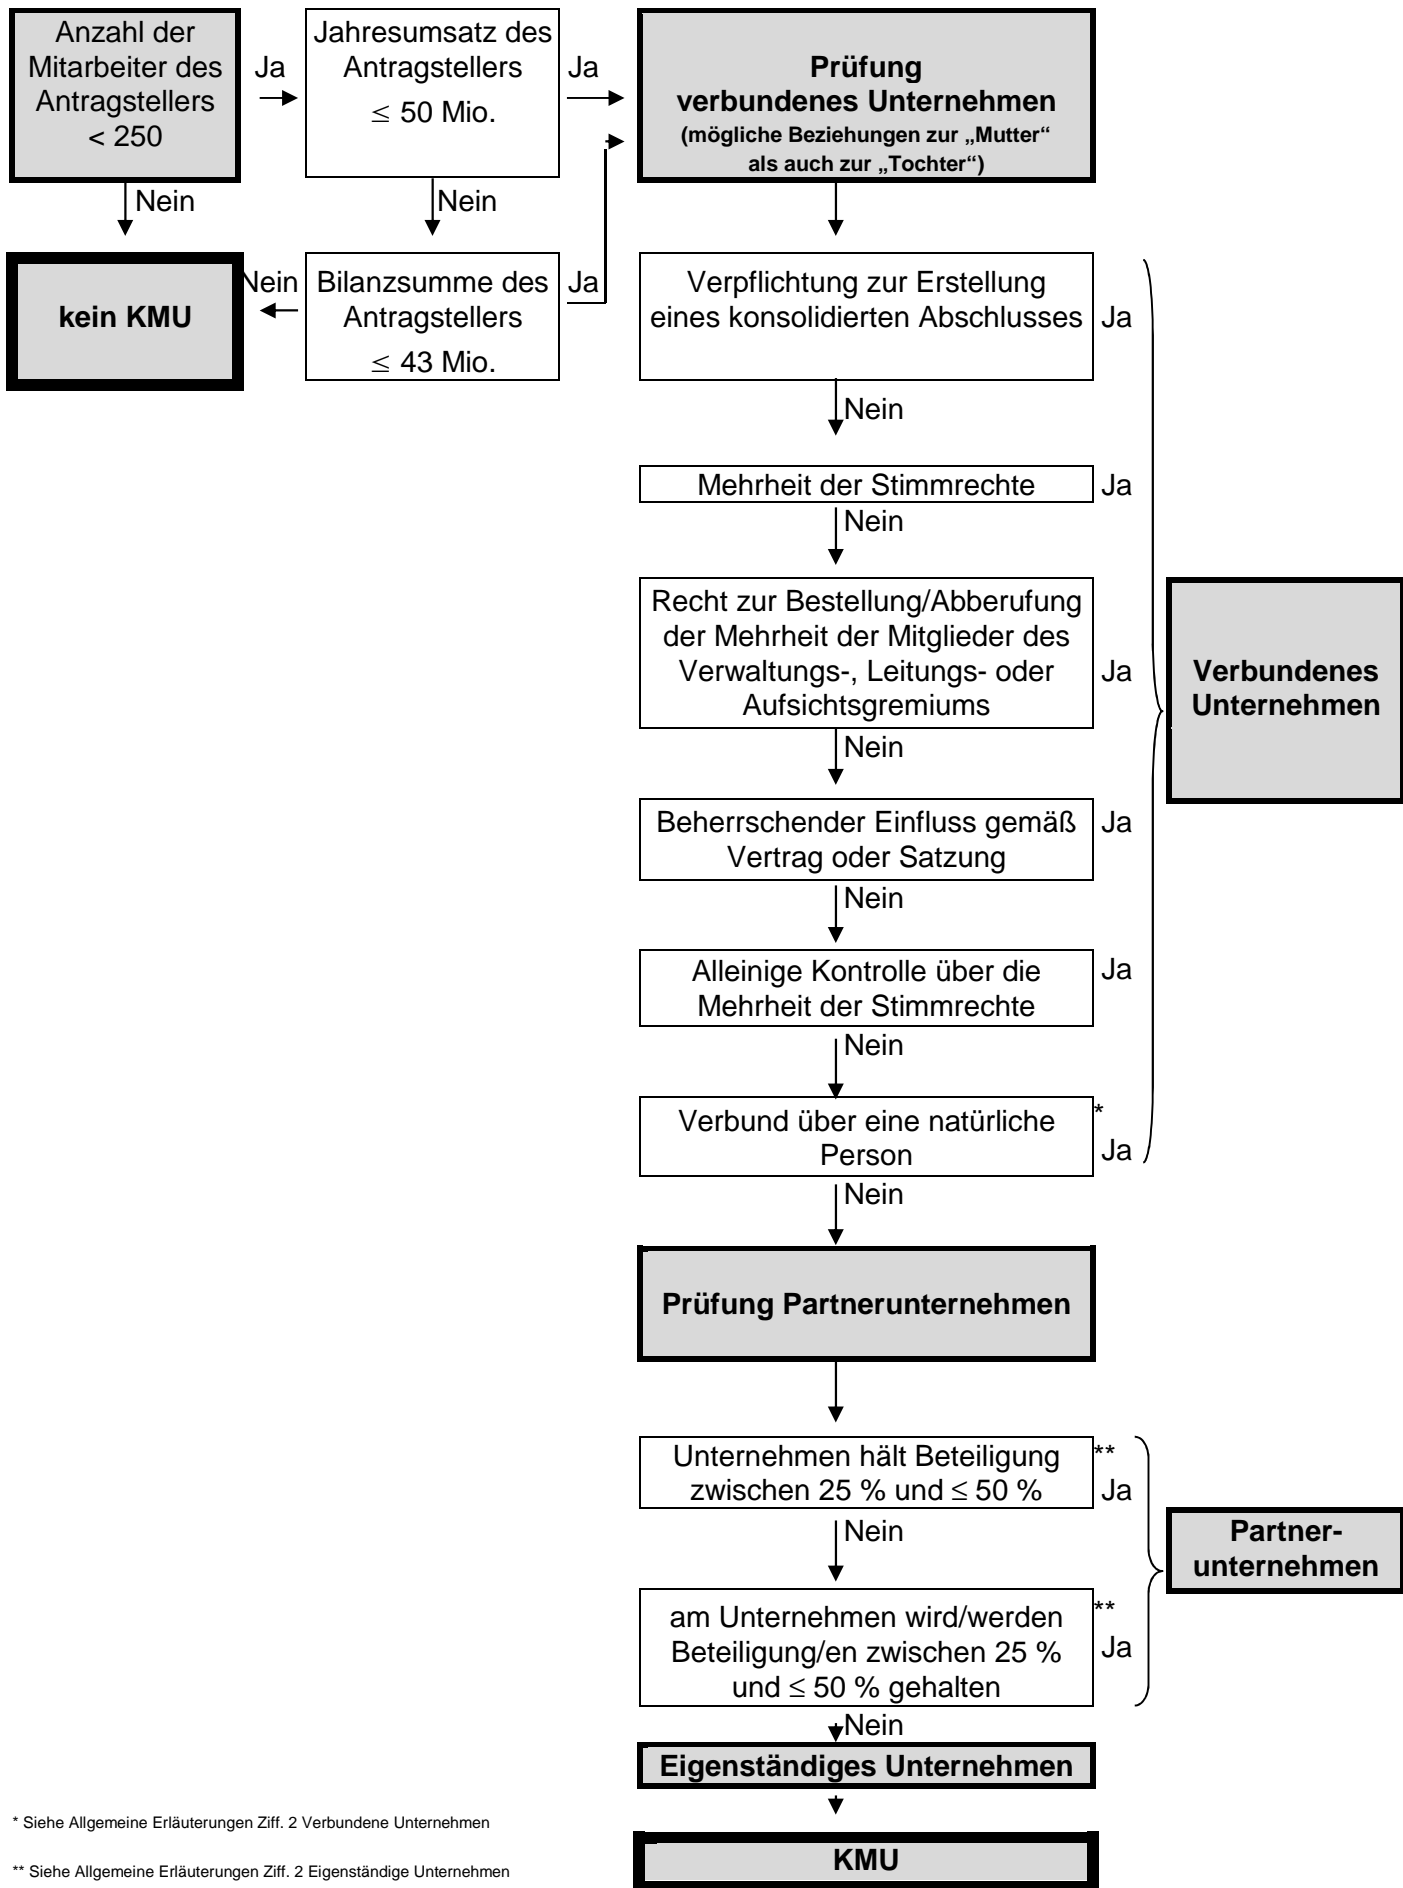 Anzahl der
Mitarbeiter des
Antragstellers
< 250
Ja
Jahresumsatz des
Antragstellers
≤ 50 Mio.
Ja
Prüfung
verbundenes Unternehmen
(mögliche Beziehungen zur „Mutter“
als auch zur „Tochter“)
Nein
Nein
kein KMU
Nein
Bilanzsumme des
Antragstellers
≤ 43 Mio.
Ja
Verpflichtung zur Erstellung
eines konsolidierten Abschlusses
Ja
Nein
Mehrheit der Stimmrechte
Ja
Nein
Recht zur Bestellung/Abberufung
der Mehrheit der Mitglieder des
Verwaltungs-, Leitungs- oder
Aufsichtsgremiums
Ja
Verbundenes
Unternehmen
Nein
Beherrschender Einfluss gemäß
Vertrag oder Satzung
Ja
Nein
Alleinige Kontrolle über die
Mehrheit der Stimmrechte
Ja
Nein
Verbund über eine natürliche
Person
*
Ja
Nein
Prüfung Partnerunternehmen
Unternehmen hält Beteiligung
zwischen 25 % und ≤ 50 %
**
Ja
Nein
Partner-
unternehmen
am Unternehmen wird/werden
Beteiligung/en zwischen 25 %
und ≤ 50 % gehalten
**
Ja
Nein
Eigenständiges Unternehmen
KMU
* Siehe Allgemeine Erläuterungen Ziff. 2 Verbundene Unternehmen
** Siehe Allgemeine Erläuterungen Ziff. 2 Eigenständige Unternehmen